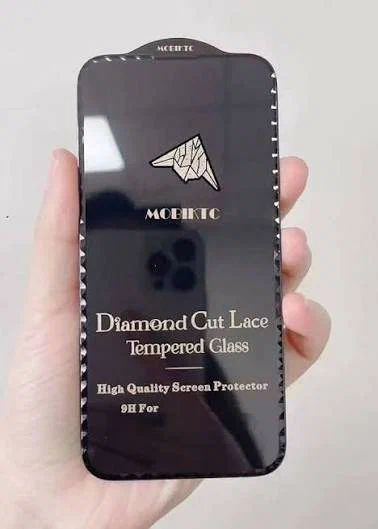 MOBIKTC
MOBIKTC
Diamond Cut Lace
Tempered Glass
High Quality Screen Protector
9H For